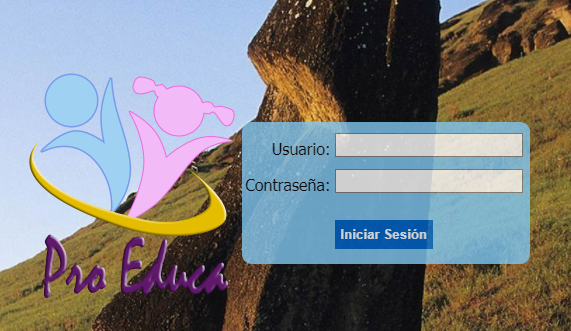 Usuario:
Contraseña:
Iniciar Sesión
Pro Educa